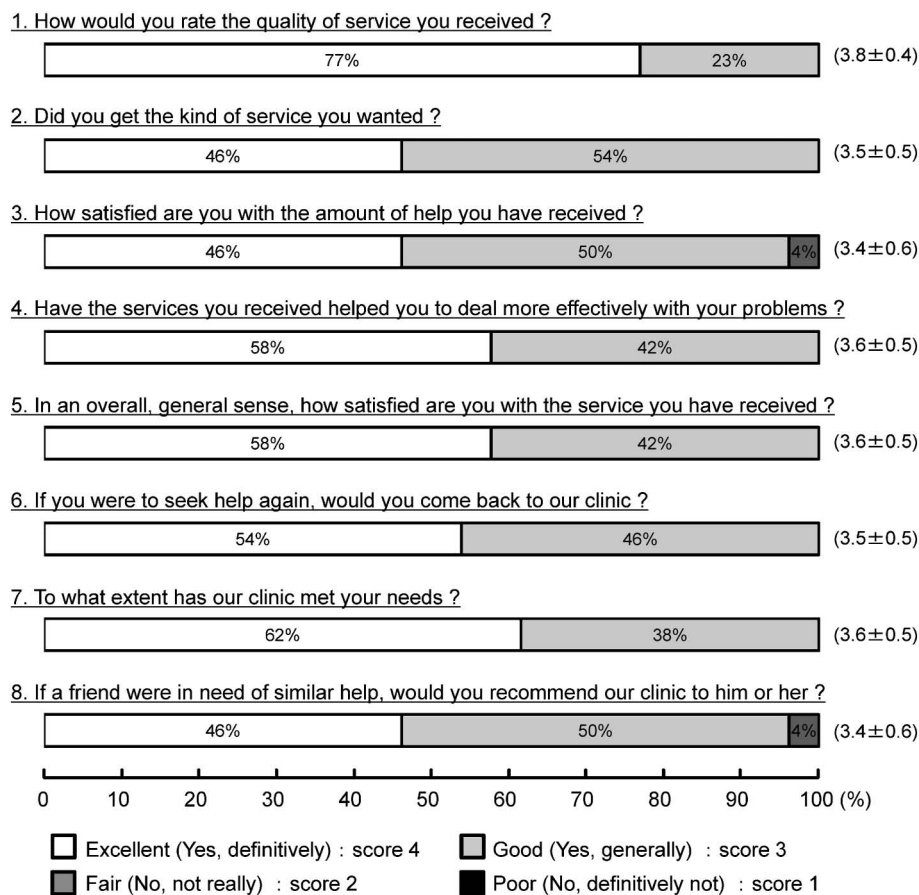 1. How would you rate the quality of service you received ?
77% 23% (3.8±0.4)
2. Did you get the kind of service you wanted ?
46% 54% (3.5±0.5)
3. How satisfied are you with the amount of help you have received ?
46% 50% 4% (3.4±0.6)
4. Have the services you received helped you to deal more effectively with your problems ?
58% 42% (3.6±0.5)
5. In an overall, general sense, how satisfied are you with the service you have received ?
58% 42% (3.6±0.5)
6. If you were to seek help again, would you come back to our clinic ?
54% 46% (3.5±0.5)
7. To what extent has our clinic met your needs ?
62% 38% (3.6±0.5)
8. If a friend were in need of similar help, would you recommend our clinic to him or her ?
46% 50% 4% (3.4±0.6)
0 10 20 30 40 50 60 70 80 90 100 (%)
Excellent (Yes, definitively) : score 4 Good (Yes, generally) : score 3
Fair (No, not really) : score 2 Poor (No, definitively not) : score 1